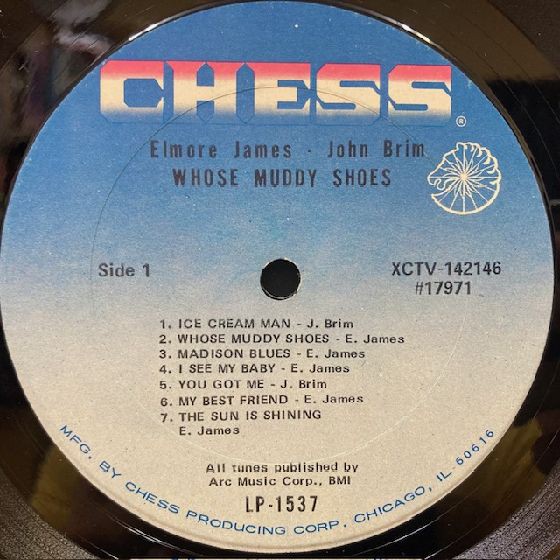 CHESS®
Elmore James - John Brim
WHOSE MUDDY SHOES
Side 1
XCTV-142146
#17971
1. ICE CREAM MAN - J. Brim
2. WHOSE MUDDY SHOES - E. James
3. MADISON BLUES - E. James
4. I SEE MY BABY - E. James
5. YOU GOT ME - J. Brim
6. MY BEST FRIEND - E. James
7. THE SUN IS SHINING
E. James
All tunes published by
Arc Music Corp., BMI
LP-1537
MFG. BY CHESS PRODUCING CORP. CHICAGO, IL. 60616